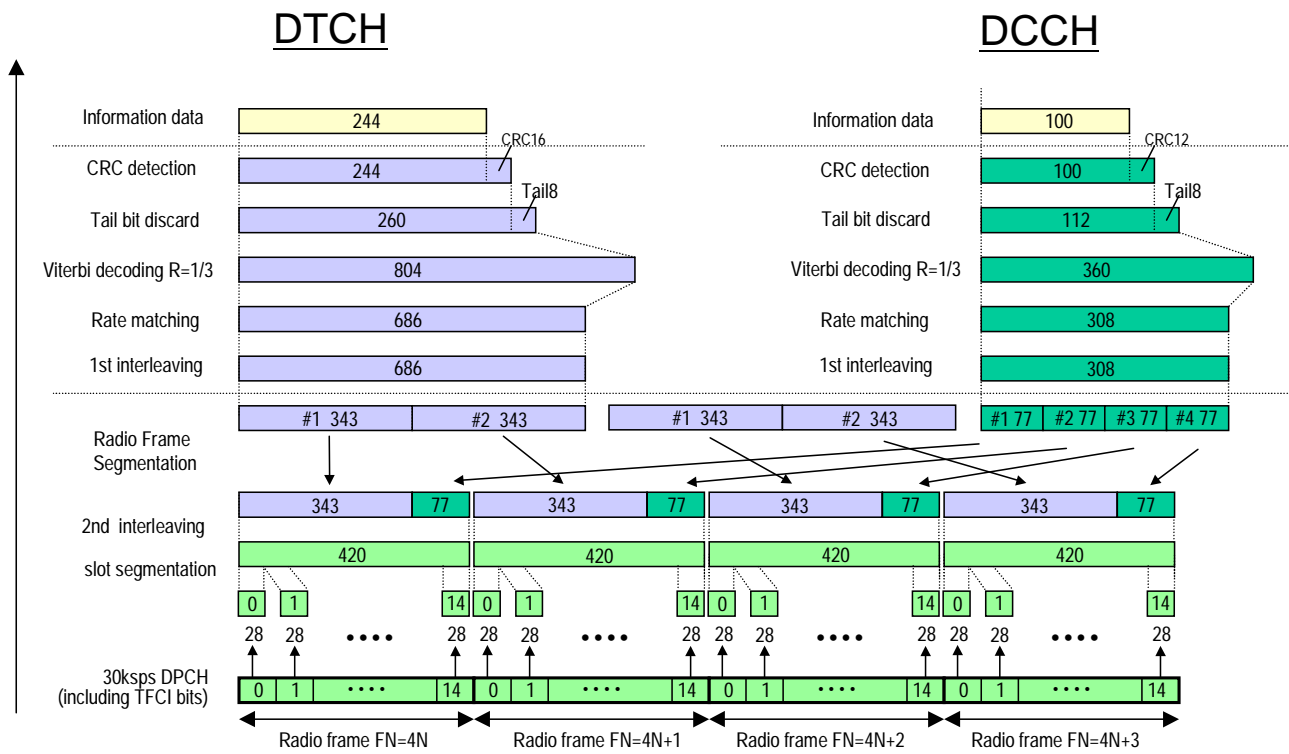 DTCH
DCCH
Information data
244
Information data
100
CRC16
CRC12
CRC detection
244
CRC detection
100
Tail8
Tail8
Tail bit discard
260
Tail bit discard
112
Viterbi decoding R=1/3
804
Viterbi decoding R=1/3
360
Rate matching
686
Rate matching
308
1st interleaving
686
1st interleaving
308
#1 343
#2 343
#1 343
#2 343
#1 77
#2 77
#3 77
#4 77
Radio Frame
Segmentation
343
77
343
77
343
77
343
77
2nd interleaving
420
420
420
420
slot segmentation
0
1
14
0
1
14
0
1
14
0
1
14
28
28
••••
28
28
28
••••
28
28
28
••••
28
28
28
••••
28
30ksps DPCH
(including TFCI bits)
0
1
••••
14
0
1
••••
14
0
1
••••
14
0
1
••••
14
Radio frame FN=4N
Radio frame FN=4N+1
Radio frame FN=4N+2
Radio frame FN=4N+3